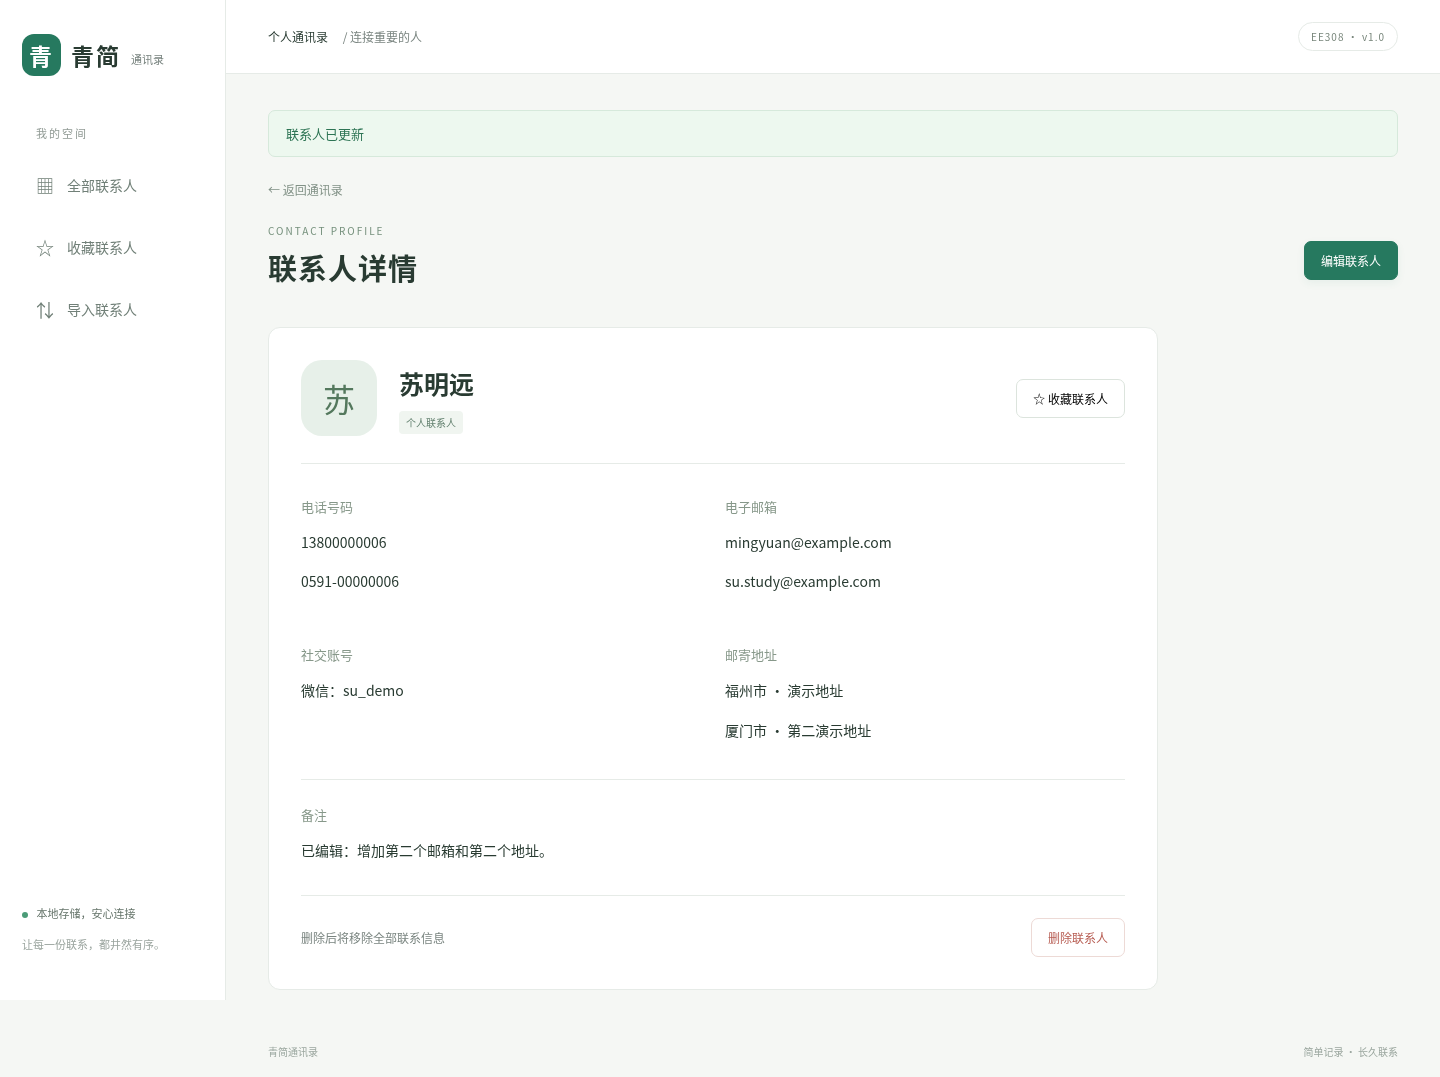 青 青简 通讯录
我的空间
全部联系人
收藏联系人
导入联系人
本地存储，安心连接
让每一份联系，都井然有序。
个人通讯录 / 连接重要的人
EE308 · v1.0
联系人已更新
← 返回通讯录
CONTACT PROFILE
联系人详情
编辑联系人
苏
苏明远
个人联系人
☆ 收藏联系人
电话号码
13800000006
0591-00000006
电子邮箱
mingyuan@example.com
su.study@example.com
社交账号
微信：su_demo
邮寄地址
福州市 · 演示地址
厦门市 · 第二演示地址
备注
已编辑：增加第二个邮箱和第二个地址。
删除后将移除全部联系信息
删除联系人
青简通讯录
简单记录 · 长久联系